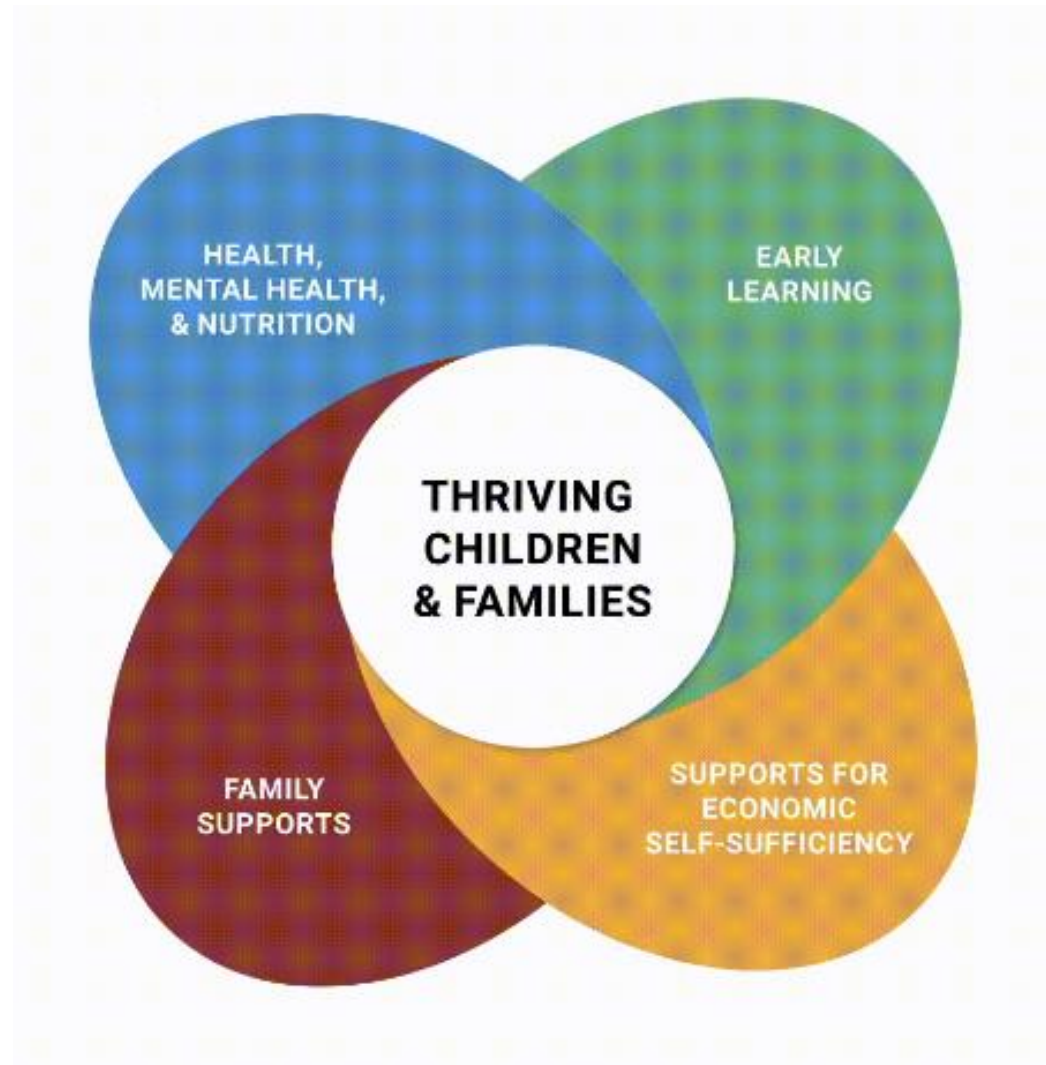 HEALTH,
MENTAL HEALTH,
& NUTRITION
EARLY
LEARNING
THRIVING
CHILDREN
& FAMILIES
FAMILY
SUPPORTS
SUPPORTS FOR
ECONOMIC
SELF-SUFFICIENCY